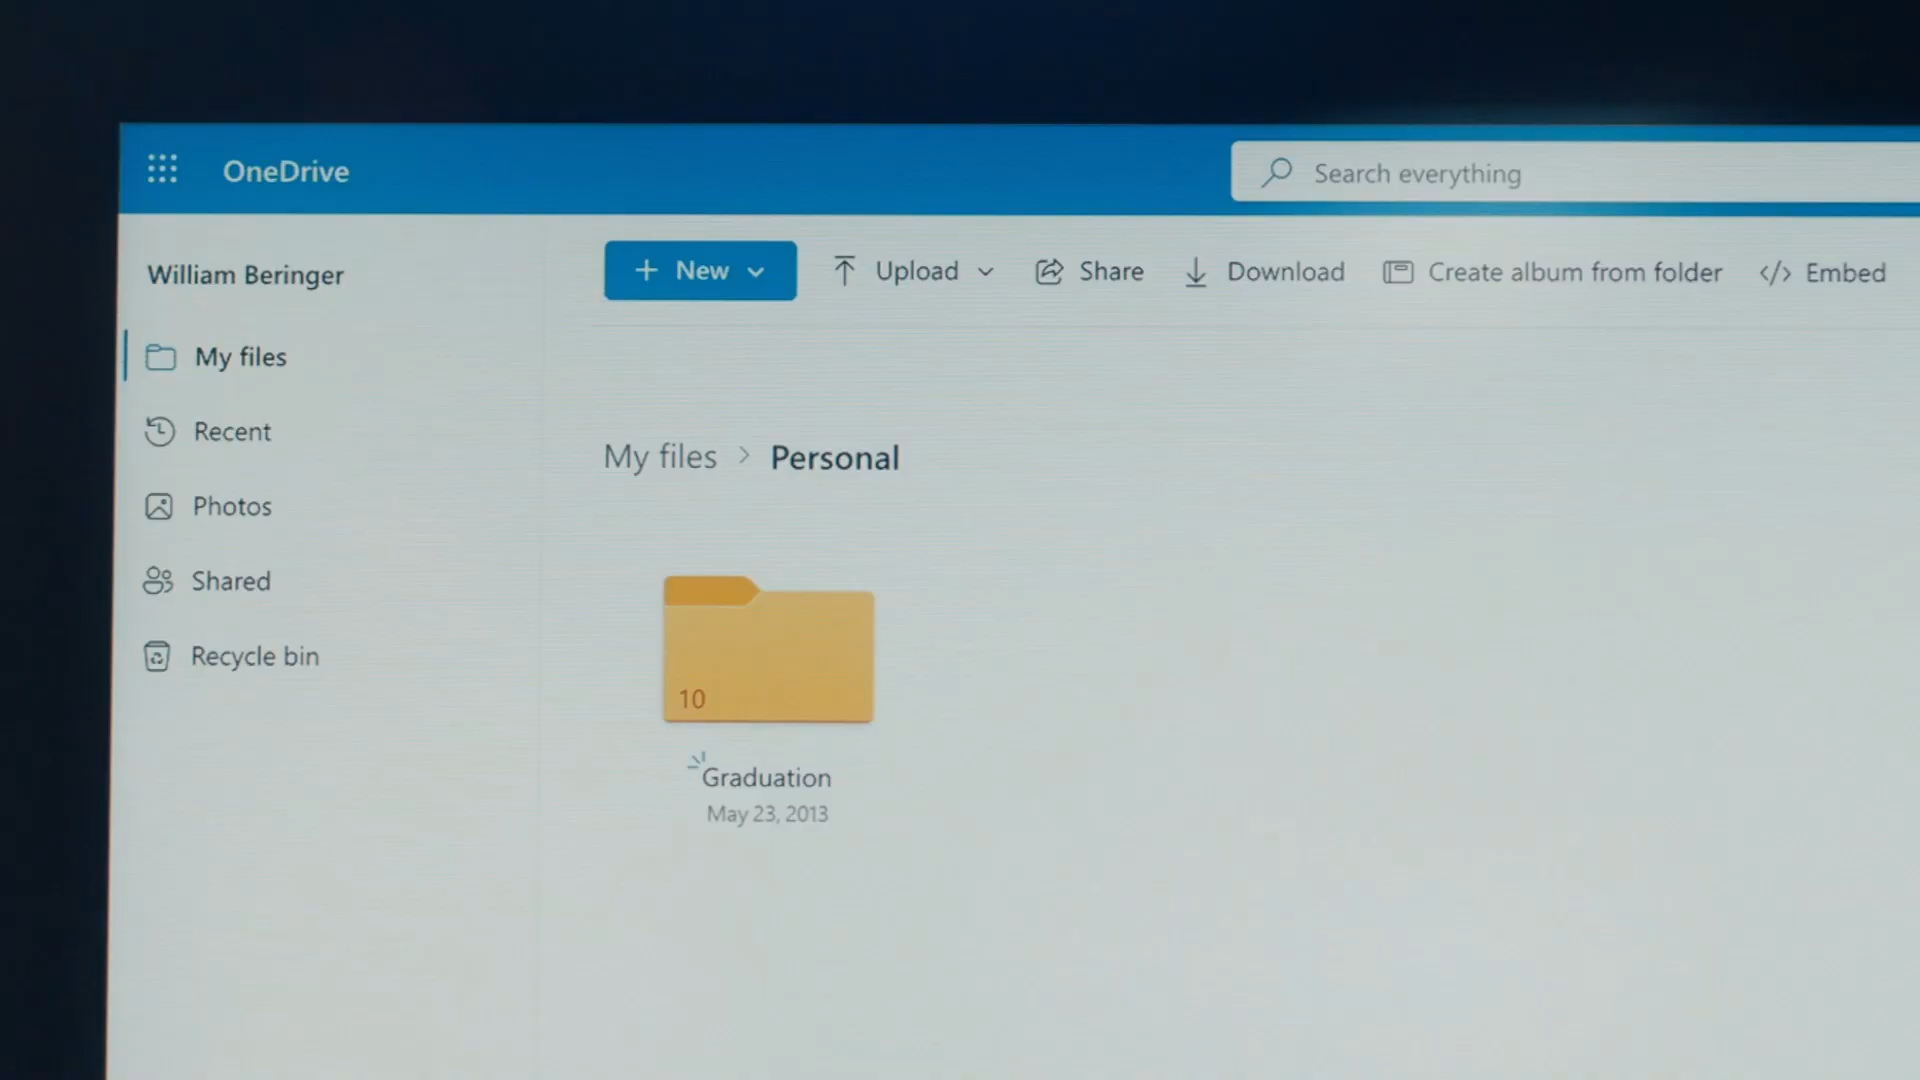 OneDrive
Search everything
William Beringer
New
Upload
Share
Download
Create album from folder
Embed
My files
Recent
Photos
Shared
Recycle bin
My files > Personal
10
Graduation
May 23, 2013